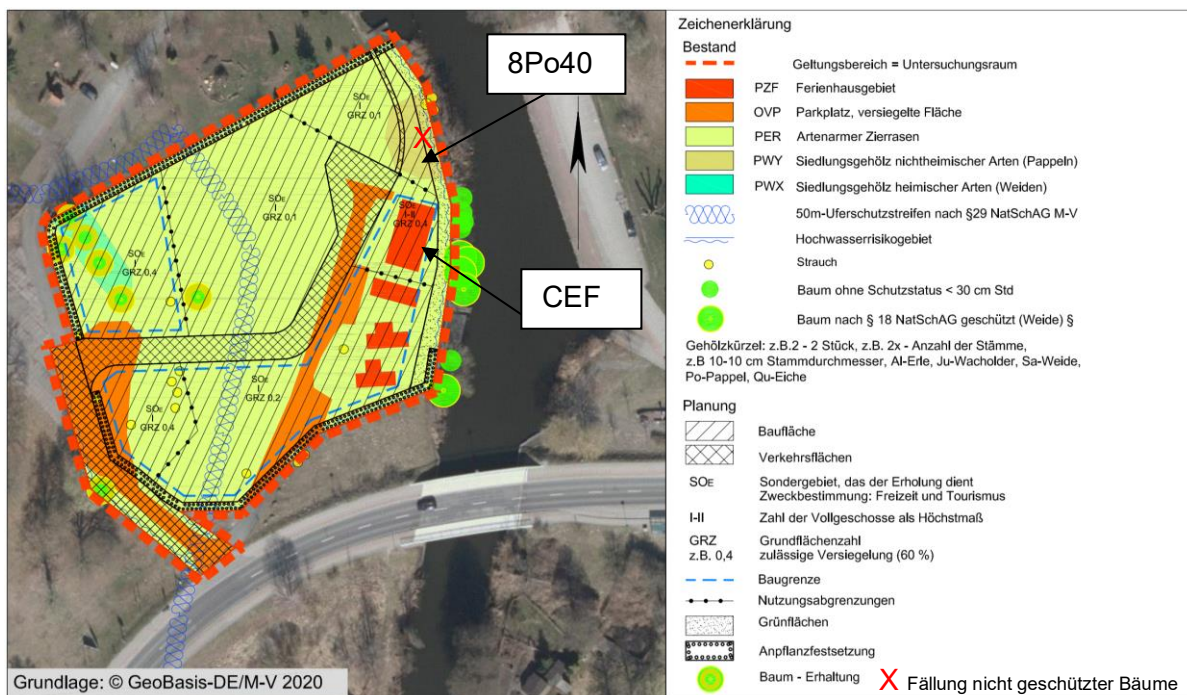 8Po40
CEF
SOE
I
GRZ 0,1
SOE
I
GRZ 0,1
SOE
I-II
GRZ 0,4
SOE
I
GRZ 0,4
SOE
I
GRZ 0,2
SOE
I
GRZ 0,4
X
Grundlage: © GeoBasis-DE/M-V 2020
Zeichenerklärung
Bestand
Geltungsbereich = Untersuchungsraum
PZF Ferienhausgebiet
OVP Parkplatz, versiegelte Fläche
PER Artenarmer Zierrasen
PWY Siedlungsgehölz nichtheimischer Arten (Pappeln)
PWX Siedlungsgehölz heimischer Arten (Weiden)
50m-Uferschutzstreifen nach §29 NatSchAG M-V
Hochwasserrisikogebiet
Strauch
Baum ohne Schutzstatus < 30 cm Std
Baum nach § 18 NatSchAG geschützt (Weide) §
Gehölzkürzel: z.B.2 - 2 Stück, z.B. 2x - Anzahl der Stämme,
z.B 10-10 cm Stammdurchmesser, Al-Erle, Ju-Wacholder, Sa-Weide,
Po-Pappel, Qu-Eiche
Planung
Baufläche
Verkehrsflächen
SOE Sondergebiet, das der Erholung dient
Zweckbestimmung: Freizeit und Tourismus
I-II Zahl der Vollgeschosse als Höchstmaß
GRZ Grundflächenzahl
z.B. 0,4 zulässige Versiegelung (60 %)
Baugrenze
Nutzungsabgrenzungen
Grünflächen
Anpflanzfestsetzung
Baum - Erhaltung X Fällung nicht geschützter Bäume